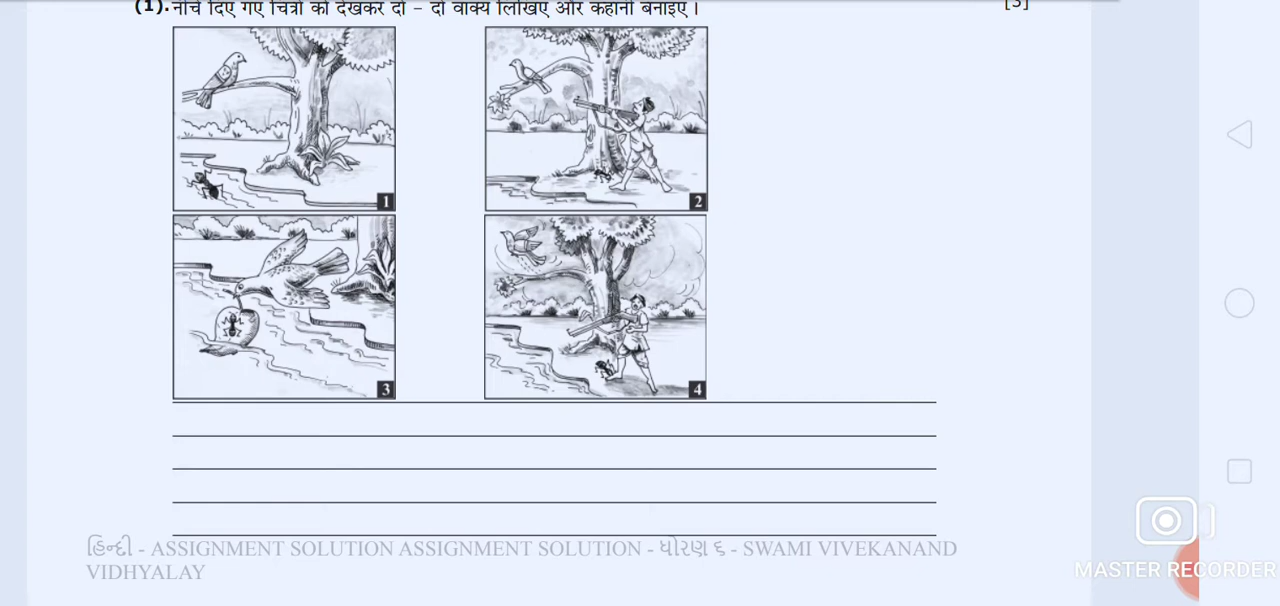 (1). नीचे दिए गए चित्रों को देखकर दो - दो वाक्य लिखिए और कहानी बनाइए।
[5]
1
2
3
4
હિન્દી - ASSIGNMENT SOLUTION ASSIGNMENT SOLUTION - ધોરણ ૬ - SWAMI VIVEKANAND
VIDHYALAY
MASTER RECORDER